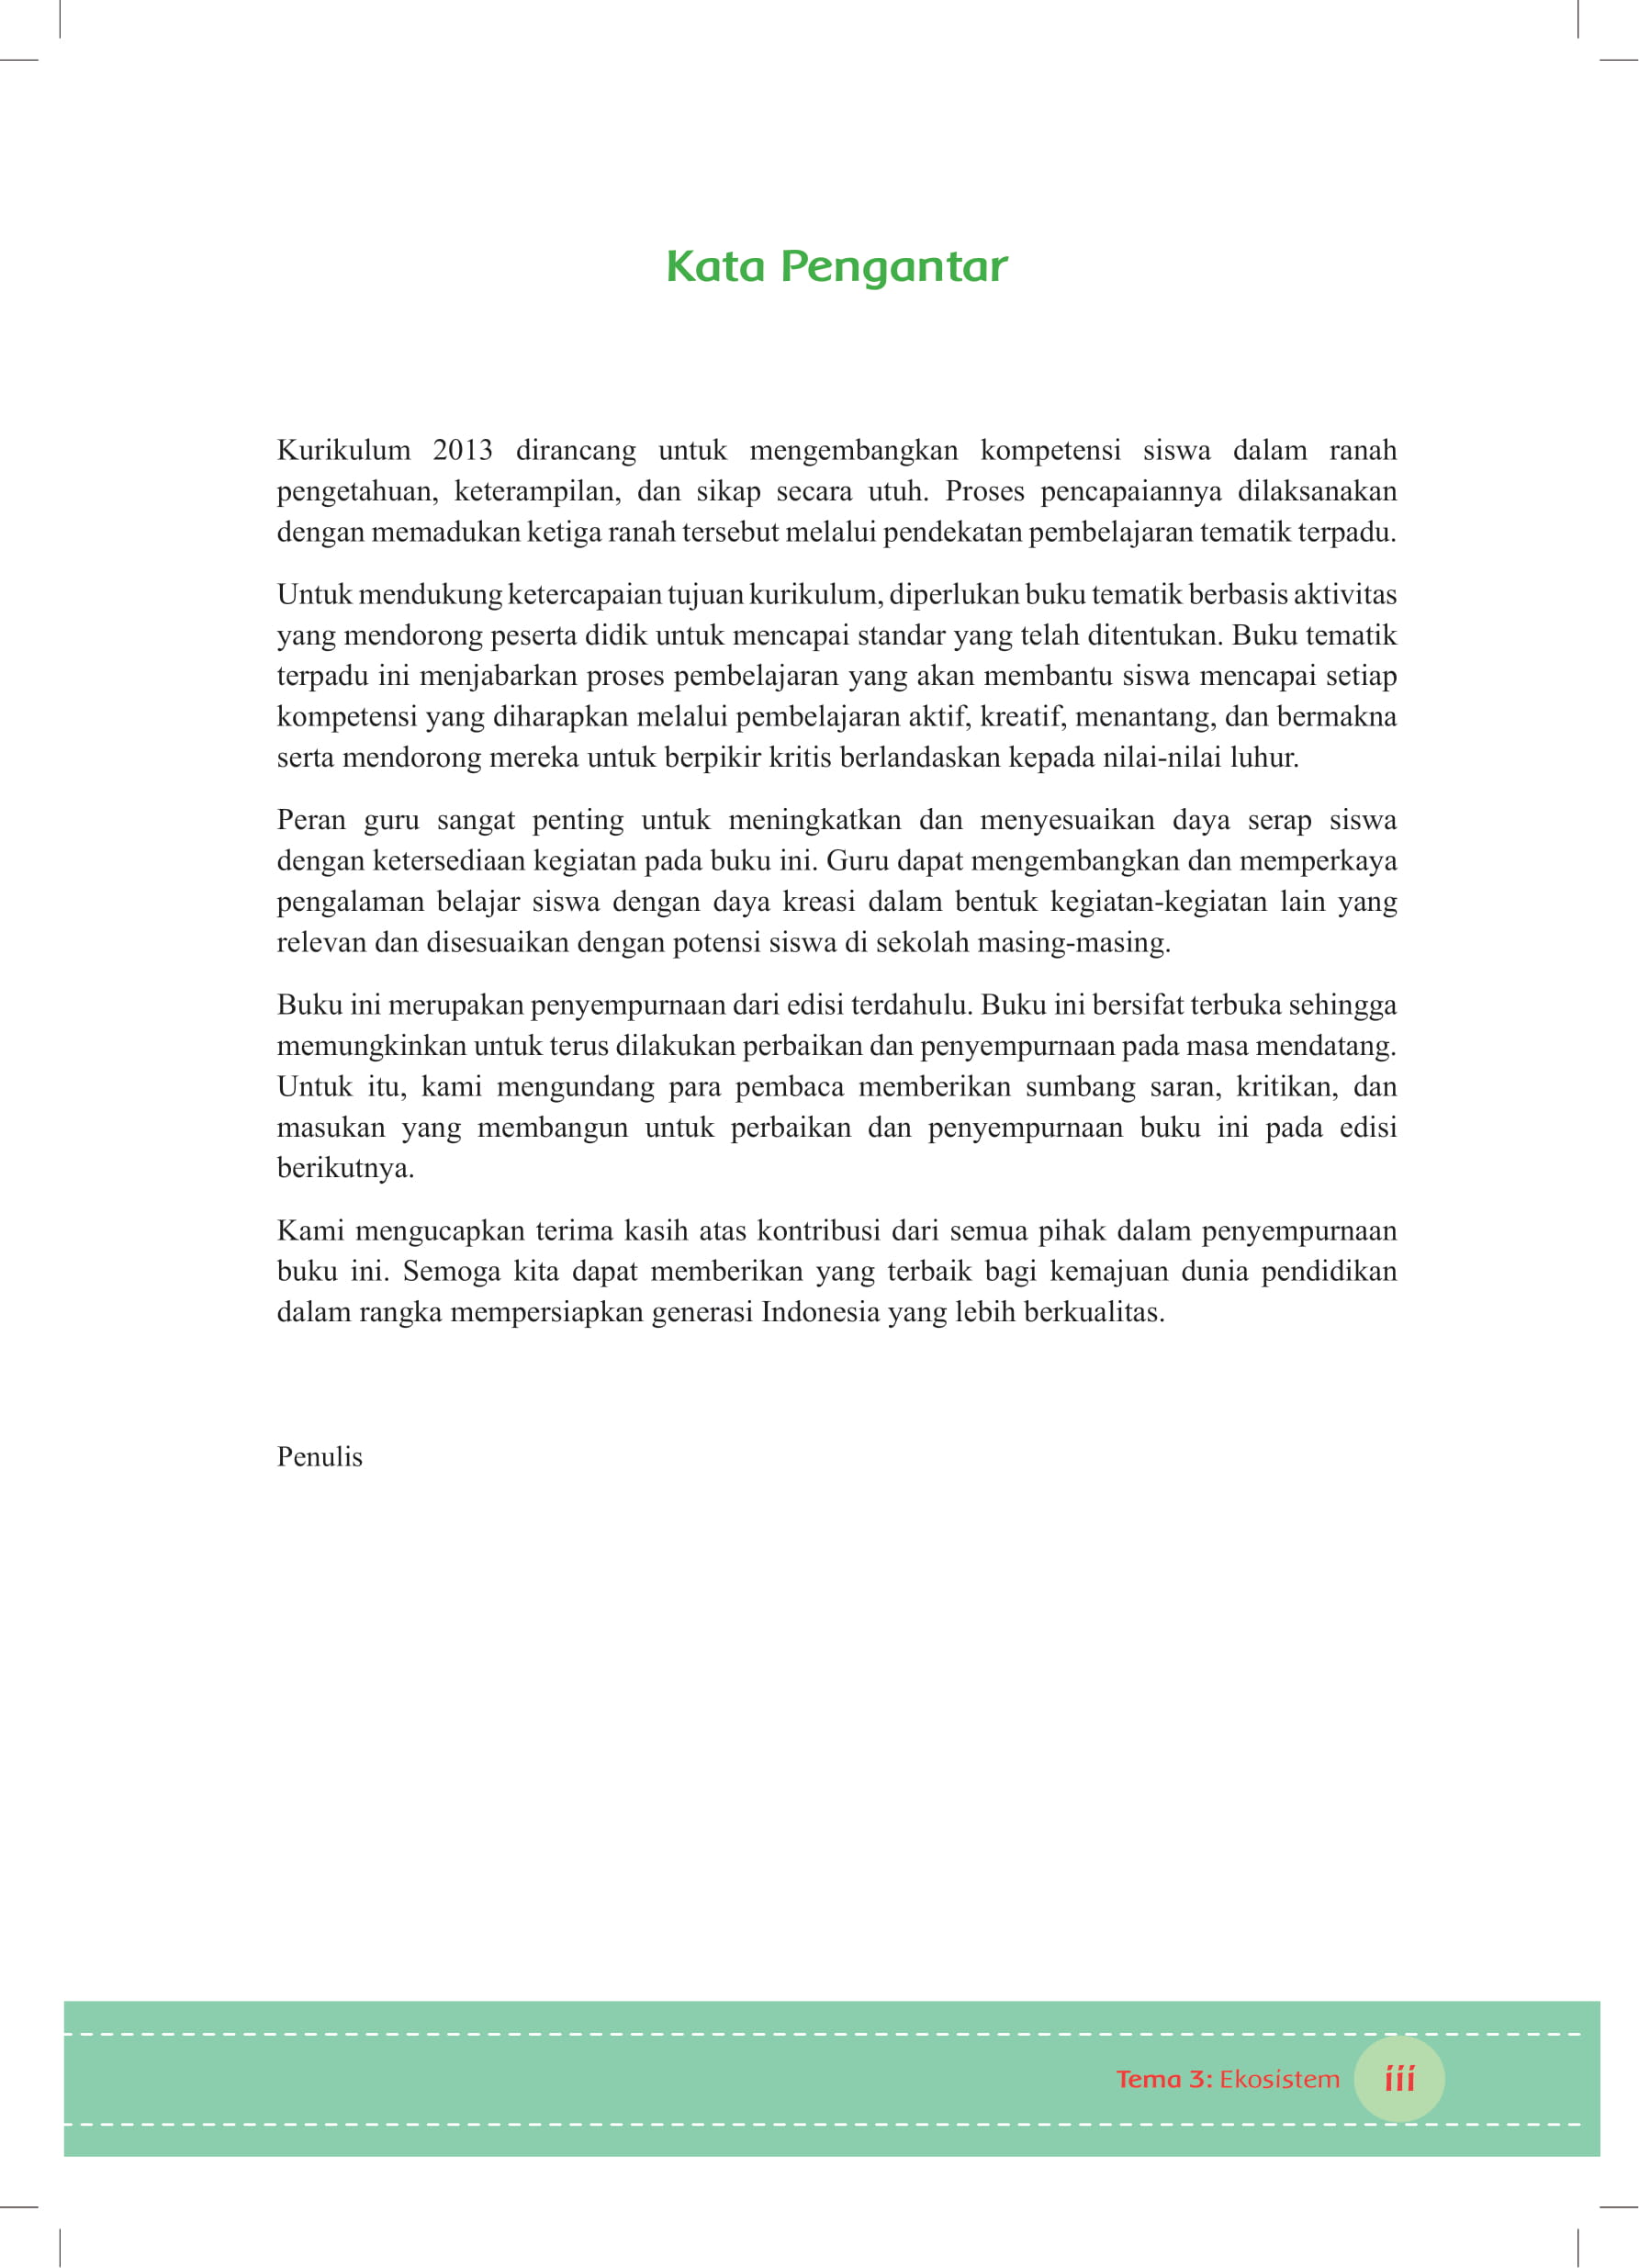 Kata Pengantar
Kurikulum 2013 dirancang untuk mengembangkan kompetensi siswa dalam ranah
pengetahuan, keterampilan, dan sikap secara utuh. Proses pencapaiannya dilaksanakan
dengan memadukan ketiga ranah tersebut melalui pendekatan pembelajaran tematik terpadu.
Untuk mendukung ketercapaian tujuan kurikulum, diperlukan buku tematik berbasis aktivitas
yang mendorong peserta didik untuk mencapai standar yang telah ditentukan. Buku tematik
terpadu ini menjabarkan proses pembelajaran yang akan membantu siswa mencapai setiap
kompetensi yang diharapkan melalui pembelajaran aktif, kreatif, menantang, dan bermakna
serta mendorong mereka untuk berpikir kritis berlandaskan kepada nilai-nilai luhur.
Peran guru sangat penting untuk meningkatkan dan menyesuaikan daya serap siswa
dengan ketersediaan kegiatan pada buku ini. Guru dapat mengembangkan dan memperkaya
pengalaman belajar siswa dengan daya kreasi dalam bentuk kegiatan-kegiatan lain yang
relevan dan disesuaikan dengan potensi siswa di sekolah masing-masing.
Buku ini merupakan penyempurnaan dari edisi terdahulu. Buku ini bersifat terbuka sehingga
memungkinkan untuk terus dilakukan perbaikan dan penyempurnaan pada masa mendatang.
Untuk itu, kami mengundang para pembaca memberikan sumbang saran, kritikan, dan
masukan yang membangun untuk perbaikan dan penyempurnaan buku ini pada edisi
berikutnya.
Kami mengucapkan terima kasih atas kontribusi dari semua pihak dalam penyempurnaan
buku ini. Semoga kita dapat memberikan yang terbaik bagi kemajuan dunia pendidikan
dalam rangka mempersiapkan generasi Indonesia yang lebih berkualitas.
Penulis
Tema 3: Ekosistem iii